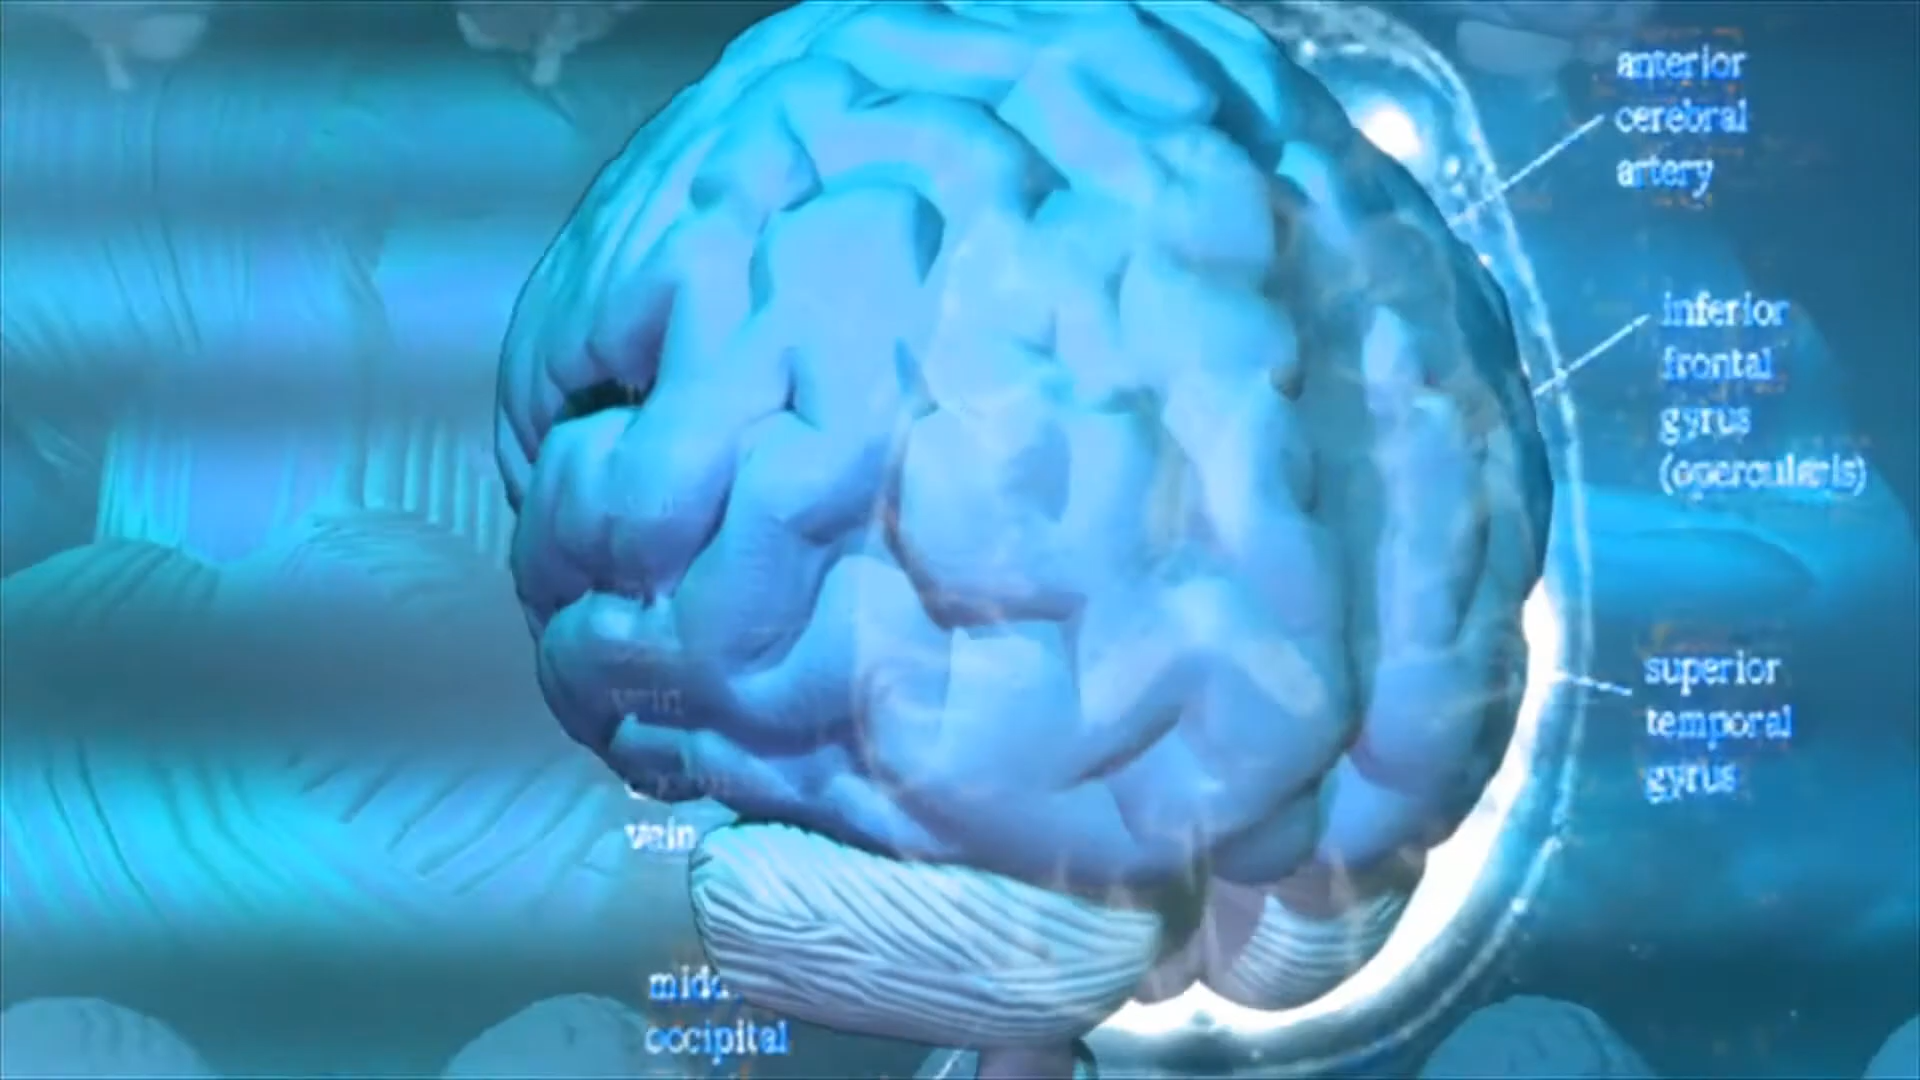 anterior
cerebral
artery
inferior
frontal
gyrus
(opercularis)
superior
temporal
gyrus
vein
vein
occipital